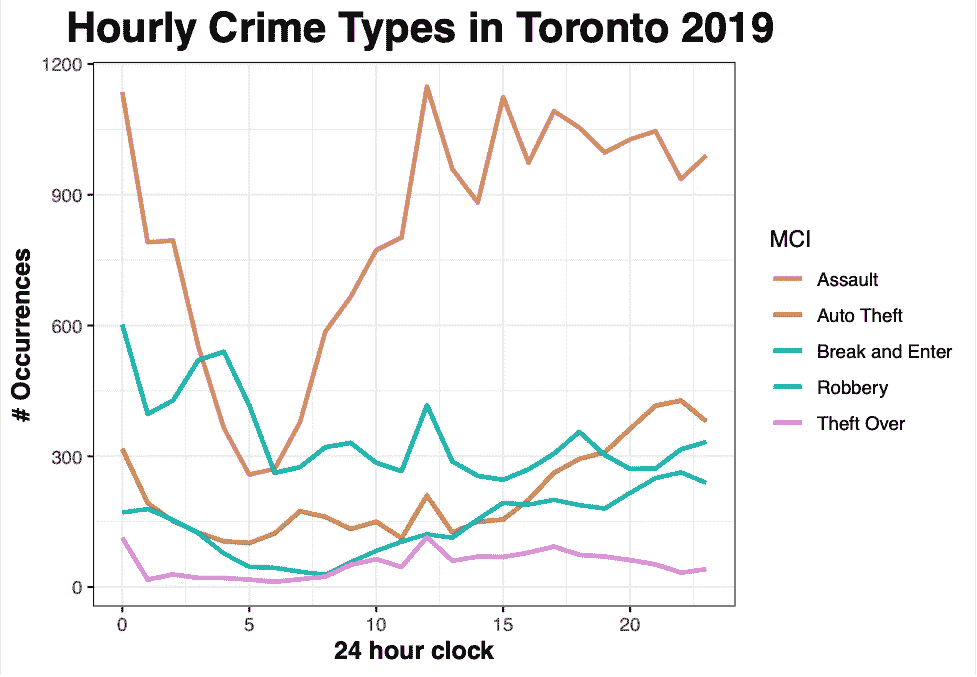 Hourly Crime Types in Toronto 2019
1200
900
600
300
0
# Occurrences
0 5 10 15 20
24 hour clock
MCI
Assault
Auto Theft
Break and Enter
Robbery
Theft Over